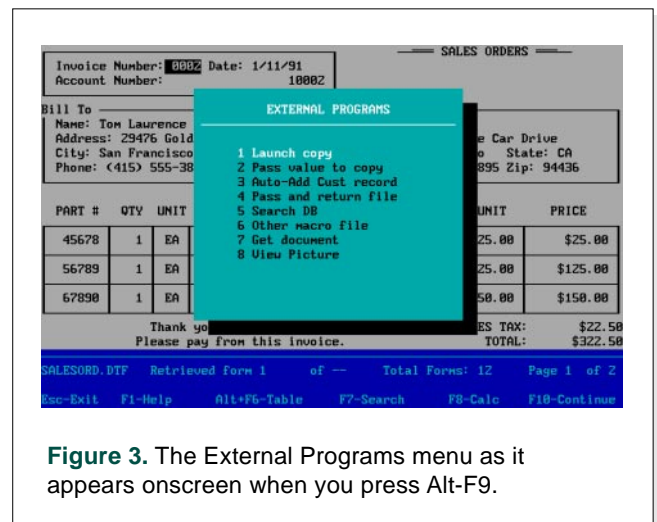 SALES ORDERS
Invoice Number: 0002 Date: 1/11/91
Account Number: 10002
Bill To
EXTERNAL PROGRAMS
Name: Tom Laurence
Address: 29476 Gold e Car Drive
City: San Francisco o State: CA
Phone: (415) 555-38 895 Zip: 94436
1 Launch copy
2 Pass value to copy
3 Auto-Add Cust record
4 Pass and return file
5 Search DB
6 Other macro file
7 Get document
8 View Picture
PART # QTY UNIT UNIT PRICE
45678 1 EA 25.00 $25.00
56789 1 EA 25.00 $125.00
67890 1 EA 50.00 $150.00
Thank yo ES TAX: $22.50
Please pay from this invoice. TOTAL: $322.50
SALESORD.DTF Retrieved form 1 of -- Total Forms: 12 Page 1 of 2
Esc-Exit F1-Help Alt+F6-Table F7-Search F8-Calc F10-Continue
Figure 3. The External Programs menu as it
appears onscreen when you press Alt-F9.